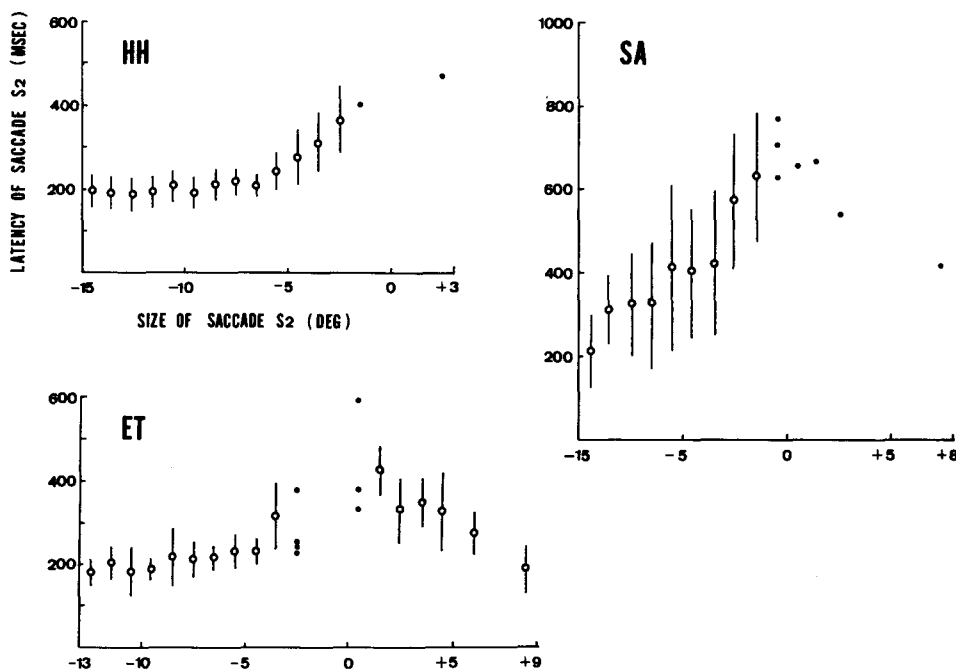 LATENCY OF SACCADE S2 (MSEC)
HH
600
400
200
-15 -10 -5 0 +3
SIZE OF SACCADE S2 (DEG)
SA
1000
800
600
400
200
-15 -5 0 +5 +8
ET
600
400
200
-13 -10 -5 0 +5 +9